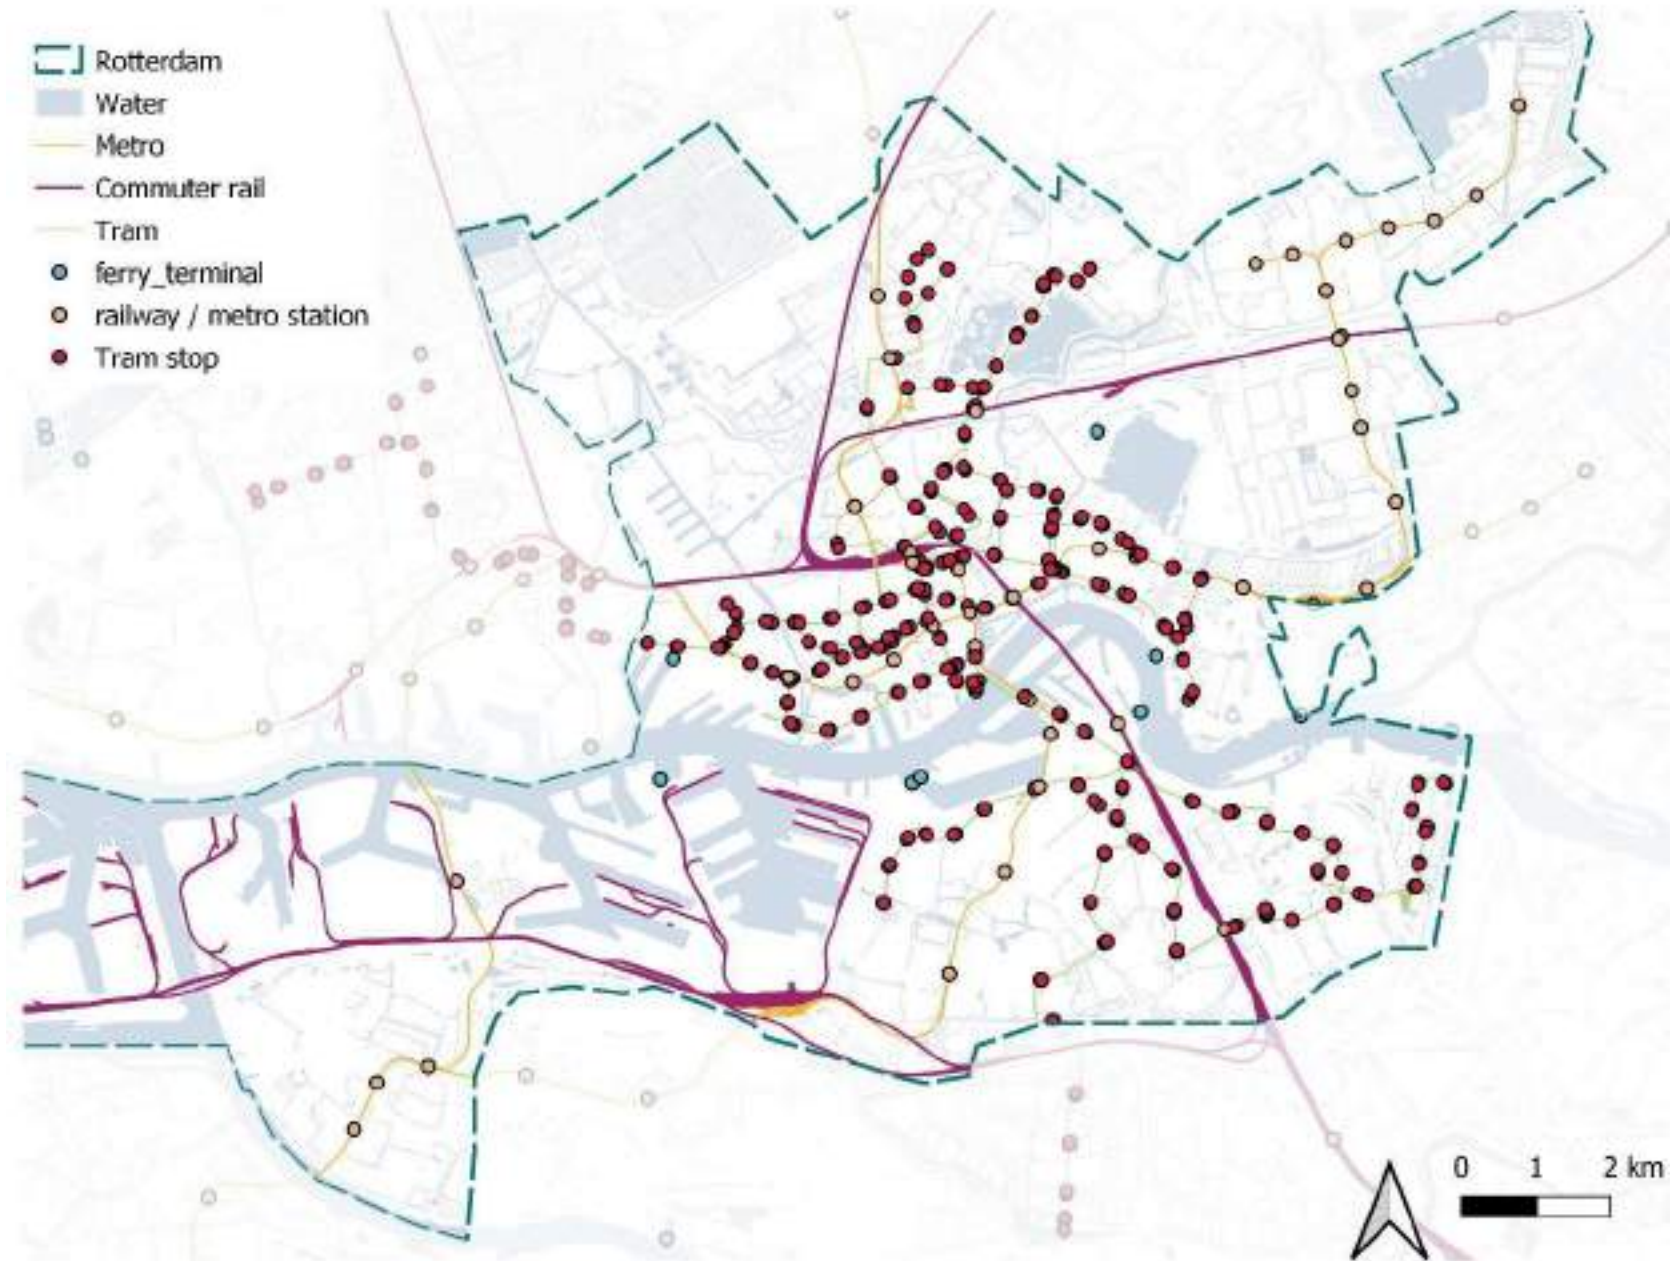 Rotterdam
Water
Metro
Commuter rail
Tram
ferry_terminal
railway / metro station
Tram stop
0 1 2 km